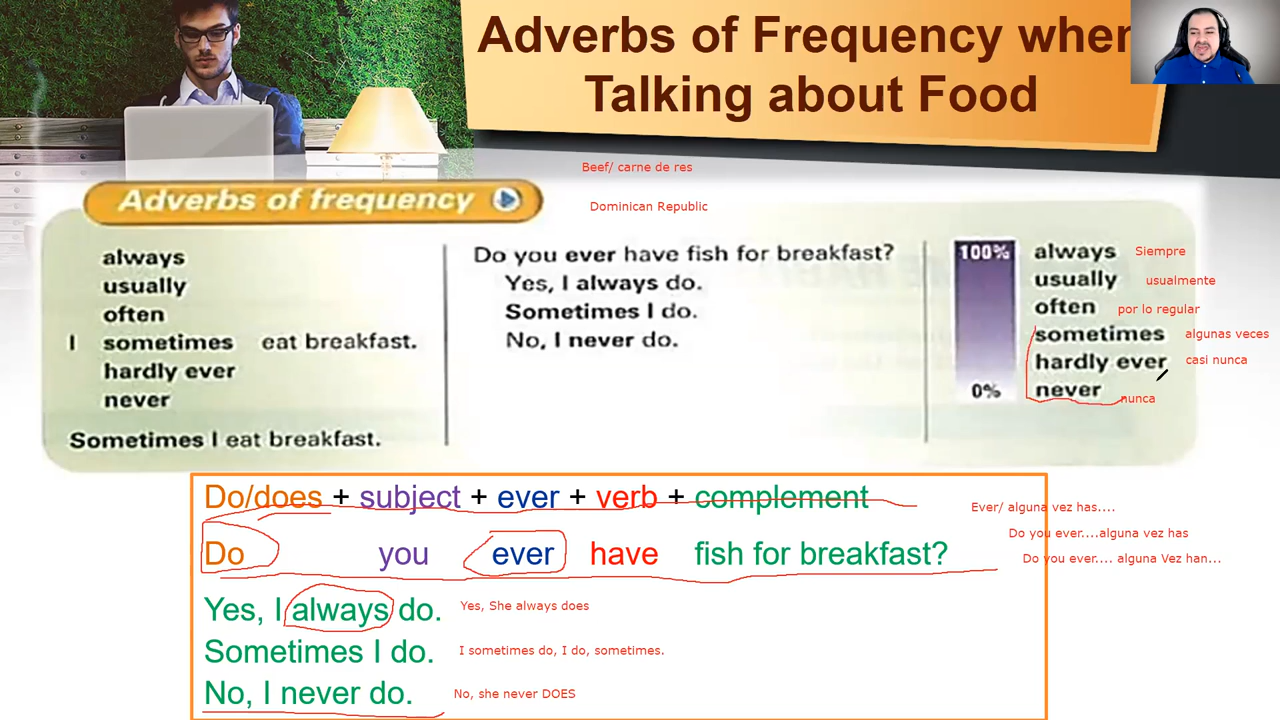 Adverbs of Frequency when
Talking about Food
Beef/ carne de res
Dominican Republic
Adverbs of frequency
always
usually
often
I sometimes eat breakfast.
hardly ever
never
Sometimes I eat breakfast.
Do you ever have fish for breakfast?
Yes, I always do.
Sometimes I do.
No, I never do.
100%
0%
always Siempre
usually usualmente
often por lo regular
sometimes algunas veces
hardly ever casi nunca
never nunca
Do/does + subject + ever + verb + complement
Do you ever have fish for breakfast?
Yes, I always do. Yes, She always does
Sometimes I do. I sometimes do, I do, sometimes.
No, I never do. No, she never DOES
Ever/ alguna vez has....
Do you ever....alguna vez has
Do you ever.... alguna Vez han...